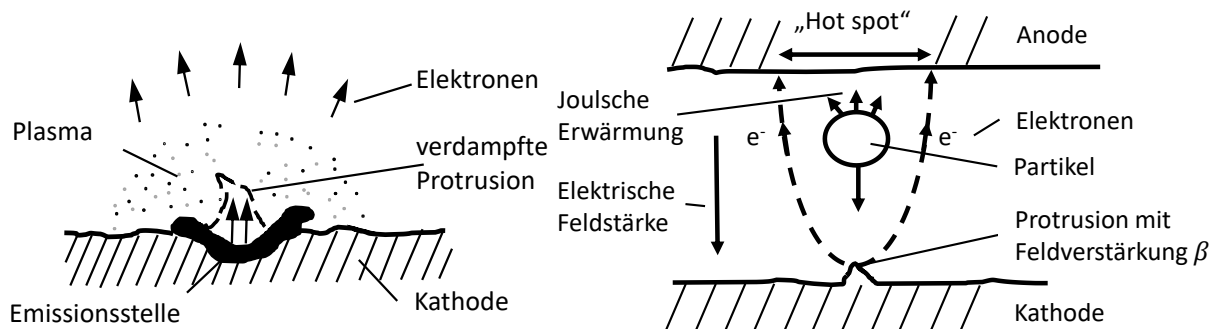 Elektronen
Plasma
verdampfte
Protrusion
Emissionsstelle
Kathode
„Hot spot“
Anode
Joulsche
Erwärmung
e-
e-
Elektronen
Partikel
Elektrische
Feldstärke
Protrusion mit
Feldverstärkung β
Kathode